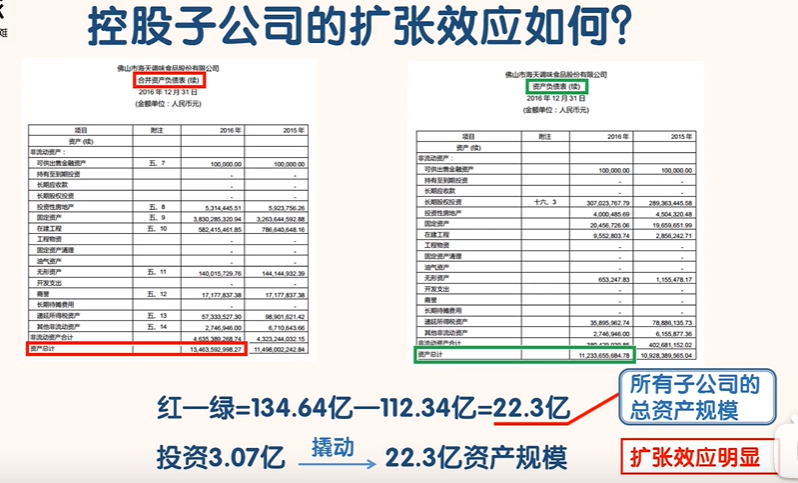 控股子公司的扩张效应如何?
佛山市海天调味食品股份有限公司
合并资产负债表 (续)
2016 年 12 月 31 日
(金额单位：人民币元)
项目 附注 2016 年 2015 年
资产 (续)
非流动资产：
可供出售金融资产 五、7 100,000.00 100,000.00
持有至到期投资 - -
长期应收款 - -
长期股权投资 - -
投资性房地产 五、8 5,314,445.51 5,923,756.26
固定资产 五、9 3,830,285,320.94 3,263,644,592.88
在建工程 五、10 582,415,461.85 786,640,648.16
工程物资 - -
固定资产清理 - -
油气资产 - -
无形资产 五、11 140,015,729.76 144,144,932.39
开发支出 - -
商誉 五、12 17,177,837.38 17,177,837.38
长期待摊费用 - -
递延所得税资产 五、13 57,333,527.30 98,901,621.42
其他非流动资产 五、14 2,746,946.00 6,710,643.66
非流动资产合计 4,635,389,268.74 4,323,244,032.15
资产总计 13,463,592,998.27 11,498,002,242.84
佛山市海天调味食品股份有限公司
资产负债表 (续)
2016 年 12 月 31 日
(金额单位：人民币元)
项目 附注 2016 年 2015 年
资产 (续)
非流动资产：
可供出售金融资产 100,000.00 100,000.00
持有至到期投资 - -
长期应收款 - -
长期股权投资 十六、3 307,023,767.79 289,363,445.58
投资性房地产 4,000,485.69 4,504,320.48
固定资产 20,456,726.06 19,659,651.99
在建工程 9,552,803.74 2,856,242.71
工程物资 - -
固定资产清理 - -
油气资产 - -
无形资产 653,247.83 1,155,478.17
开发支出 - -
商誉 - -
长期待摊费用 - -
递延所得税资产 35,895,962.74 78,886,135.73
其他非流动资产 2,746,946.00 6,155,877.36
非流动资产合计 402,681,152.02
资产总计 11,233,655,684.78 10,928,389,565.04
红—绿=134.64亿—112.34亿=22.3亿
所有子公司的
总资产规模
投资3.07亿 撬动 22.3亿资产规模
扩张效应明显